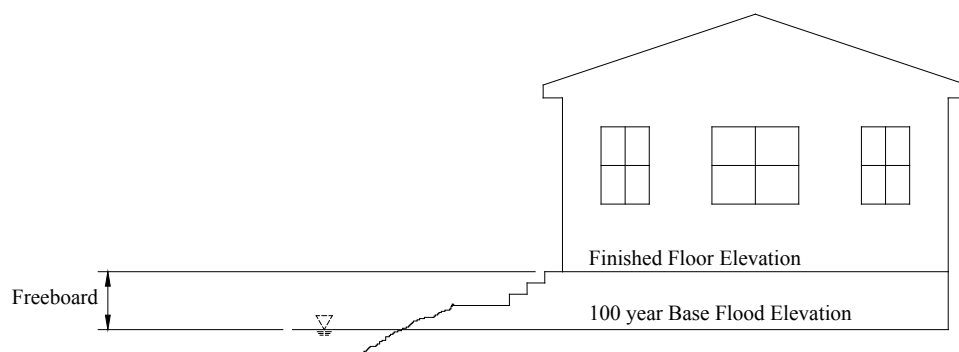 Finished Floor Elevation
Freeboard
100 year Base Flood Elevation